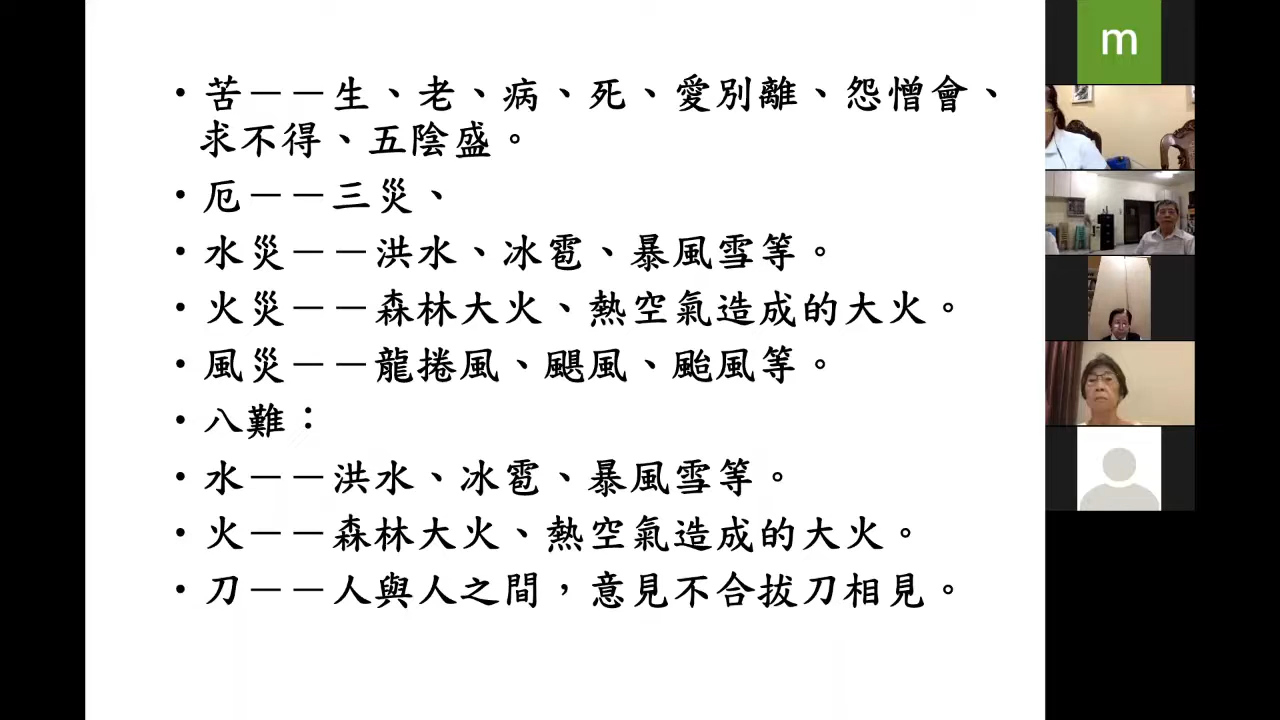 • 苦－－生、老、病、死、愛別離、怨憎會、
求不得、五陰盛。
• 厄－－三災、
• 水災－－洪水、冰雹、暴風雪等。
• 火災－－森林大火、熱空氣造成的大火。
• 風災－－龍捲風、颶風、颱風等。
• 八難：
• 水－－洪水、冰雹、暴風雪等。
• 火－－森林大火、熱空氣造成的大火。
• 刀－－人與人之間，意見不合拔刀相見。
m